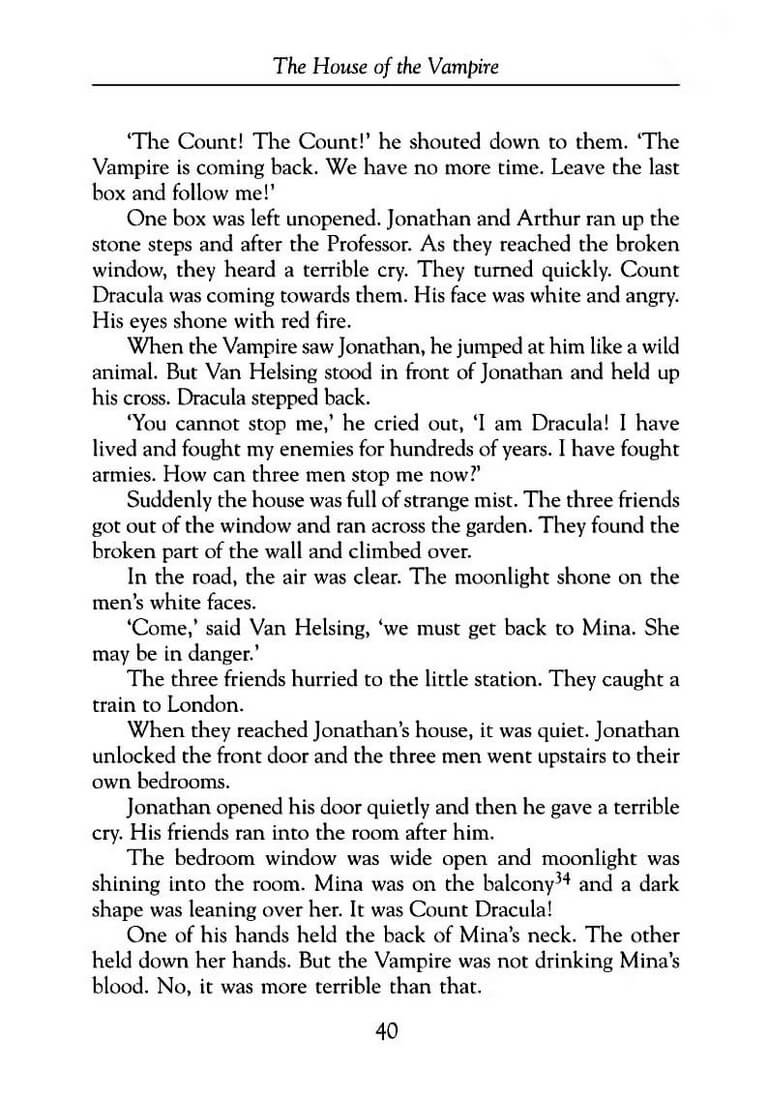 The House of the Vampire
‘The Count! The Count!’ he shouted down to them. ‘The
Vampire is coming back. We have no more time. Leave the last
box and follow me!’
One box was left unopened. Jonathan and Arthur ran up the
stone steps and after the Professor. As they reached the broken
window, they heard a terrible cry. They turned quickly. Count
Dracula was coming towards them. His face was white and angry.
His eyes shone with red fire.
When the Vampire saw Jonathan, he jumped at him like a wild
animal. But Van Helsing stood in front of Jonathan and held up
his cross. Dracula stepped back.
‘You cannot stop me,’ he cried out, ‘I am Dracula! I have
lived and fought my enemies for hundreds of years. I have fought
armies. How can three men stop me now?’
Suddenly the house was full of strange mist. The three friends
got out of the window and ran across the garden. They found the
broken part of the wall and climbed over.
In the road, the air was clear. The moonlight shone on the
men’s white faces.
‘Come,’ said Van Helsing, ‘we must get back to Mina. She
may be in danger.’
The three friends hurried to the little station. They caught a
train to London.
When they reached Jonathan’s house, it was quiet. Jonathan
unlocked the front door and the three men went upstairs to their
own bedrooms.
Jonathan opened his door quietly and then he gave a terrible
cry. His friends ran into the room after him.
The bedroom window was wide open and moonlight was
shining into the room. Mina was on the balcony³⁴ and a dark
shape was leaning over her. It was Count Dracula!
One of his hands held the back of Mina’s neck. The other
held down her hands. But the Vampire was not drinking Mina’s
blood. No, it was more terrible than that.
40